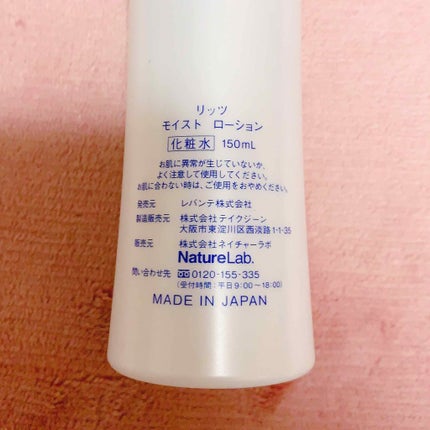 リッツ
モイスト ローション
化粧水 150mL
お肌に異常が生じていないか、
よく注意して使用してください。
お肌に合わない時は、ご使用をおやめください。
発売元 レバンテ株式会社
製造販売元 株式会社テイクジーン
大阪市東淀川区西淡路1-1-35
販売元 株式会社ネイチャーラボ
NatureLab.
問い合わせ先 0120-155-335
(受付時間:平日9:00～18:00)
MADE IN JAPAN